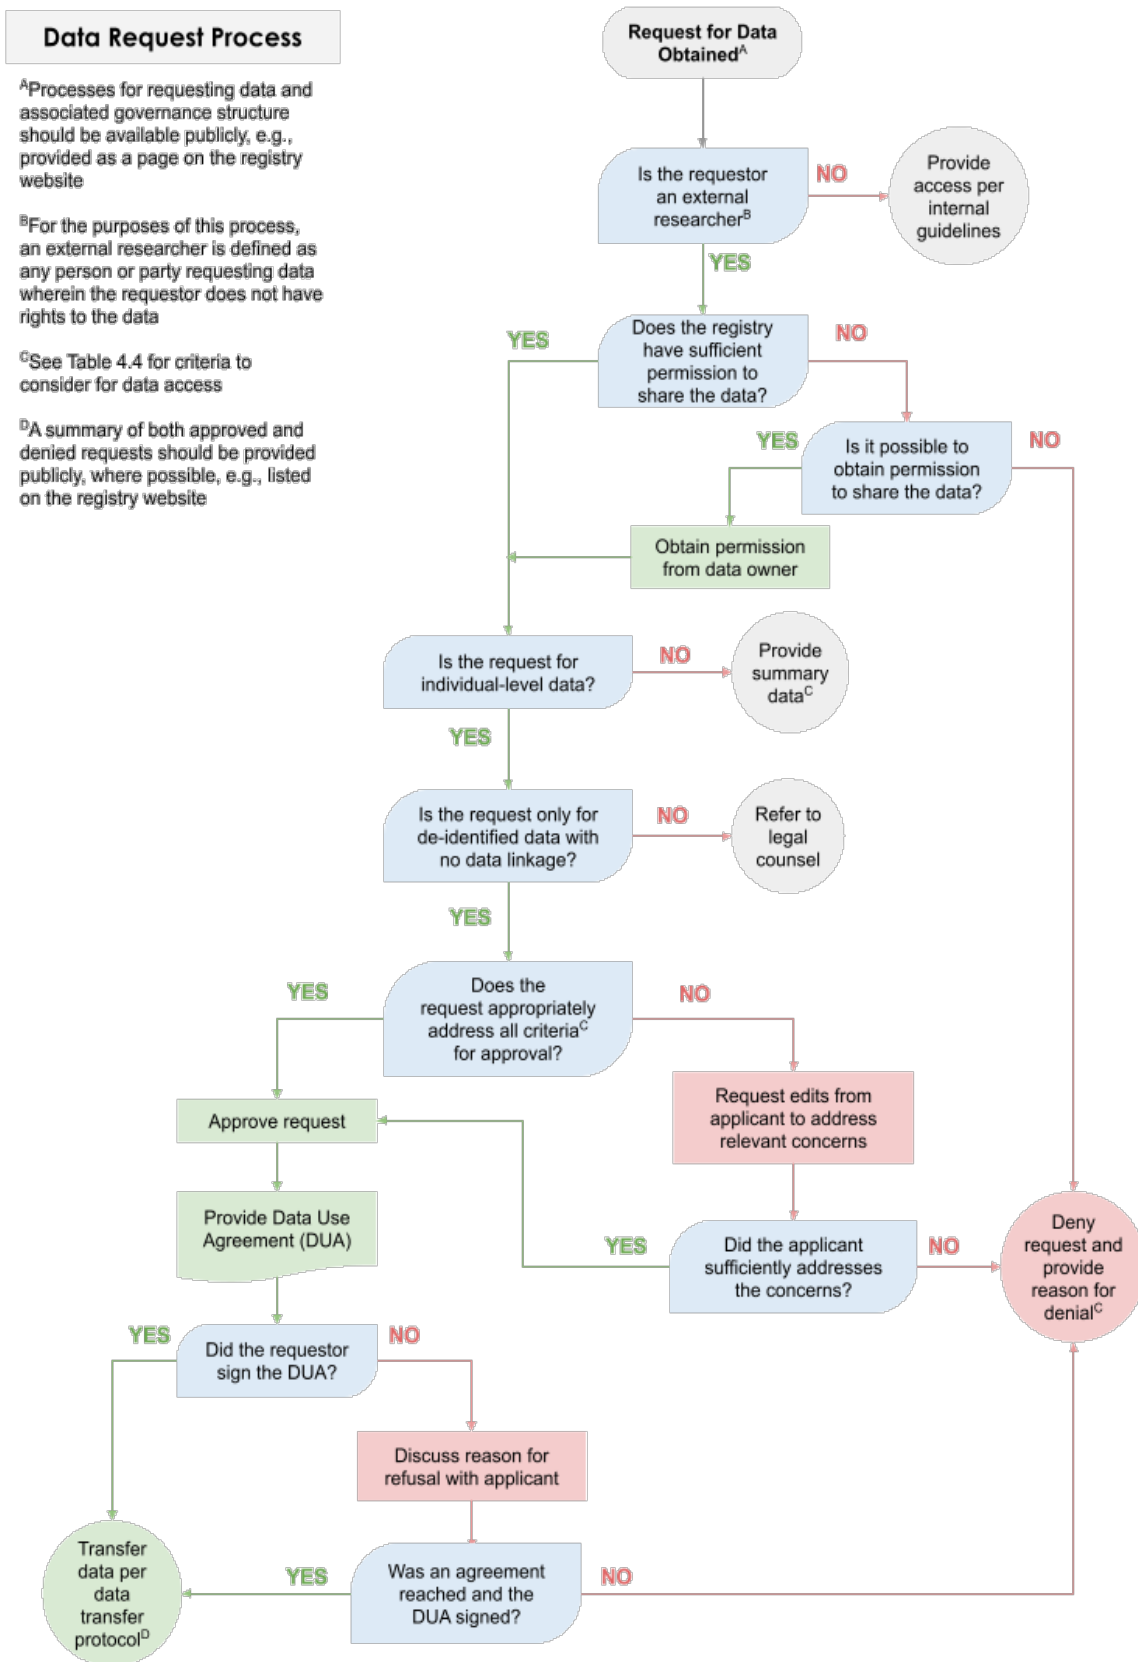 Data Request Process
ᴬProcesses for requesting data and
associated governance structure
should be available publicly, e.g.,
provided as a page on the registry
website
ᴮFor the purposes of this process,
an external researcher is defined as
any person or party requesting data
wherein the requestor does not have
rights to the data
ᶜSee Table 4.4 for criteria to
consider for data access
ᴰA summary of both approved and
denied requests should be provided
publicly, where possible, e.g., listed
on the registry website
Request for Data
Obtainedᴬ
Is the requestor
an external
researcherᴮ
NO
Provide
access per
internal
guidelines
YES
Does the registry
have sufficient
permission to
share the data?
YES
NO
Is it possible to
obtain permission
to share the data?
YES
NO
Obtain permission
from data owner
Is the request for
individual-level data?
NO
Provide
summary
dataᶜ
YES
Is the request only for
de-identified data with
no data linkage?
NO
Refer to
legal
counsel
YES
Does the
request appropriately
address all criteriaᶜ
for approval?
YES
NO
Approve request
Request edits from
applicant to address
relevant concerns
Provide Data Use
Agreement (DUA)
YES
Did the applicant
sufficiently addresses
the concerns?
NO
Deny
request and
provide
reason for
denialᶜ
YES
Did the requestor
sign the DUA?
NO
Discuss reason for
refusal with applicant
Transfer
data per
data
transfer
protocolᴰ
YES
Was an agreement
reached and the
DUA signed?
NO